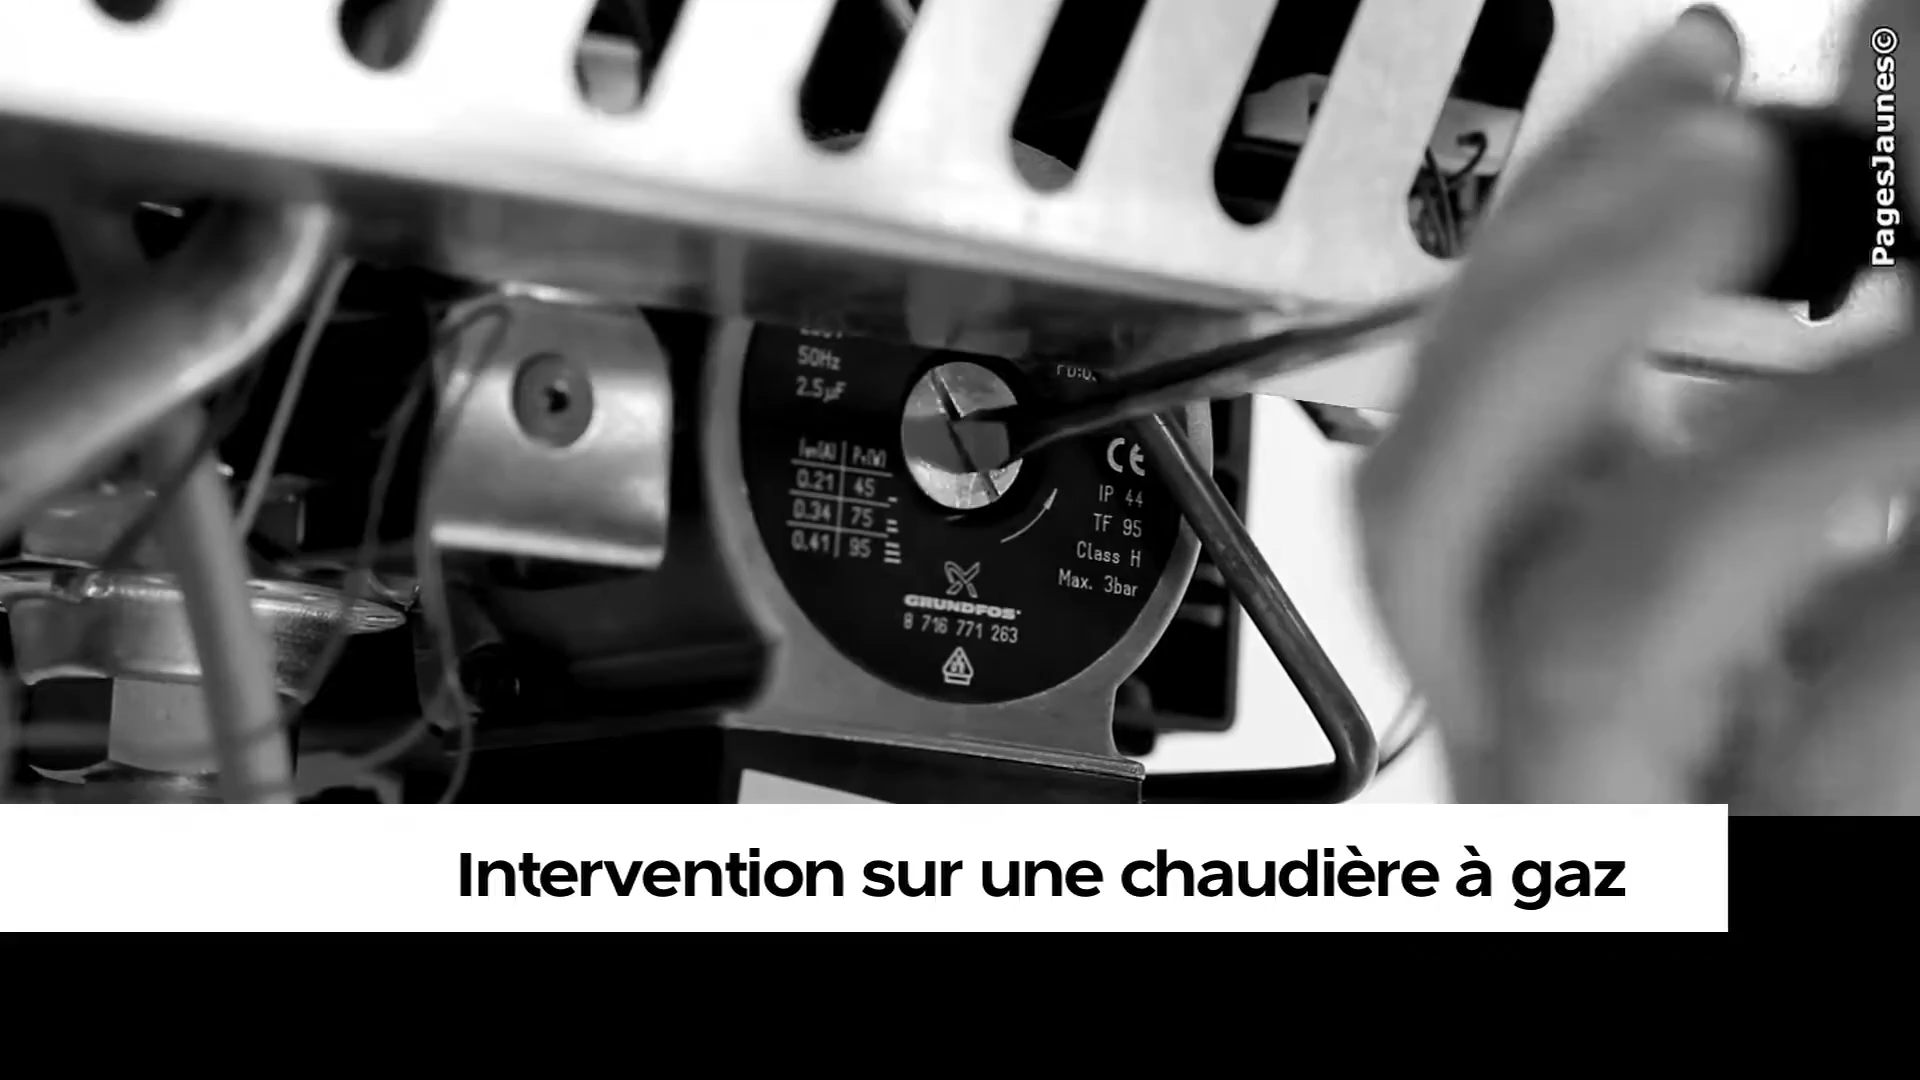 PagesJaunes©
50Hz
2.5µF
P₁(W)
0.21 45
0.34 75
0.41 95
CE
IP 44
TF 95
Class H
Max. 3bar
GRUNDFOS
8 716 771 263
Intervention sur une chaudière à gaz